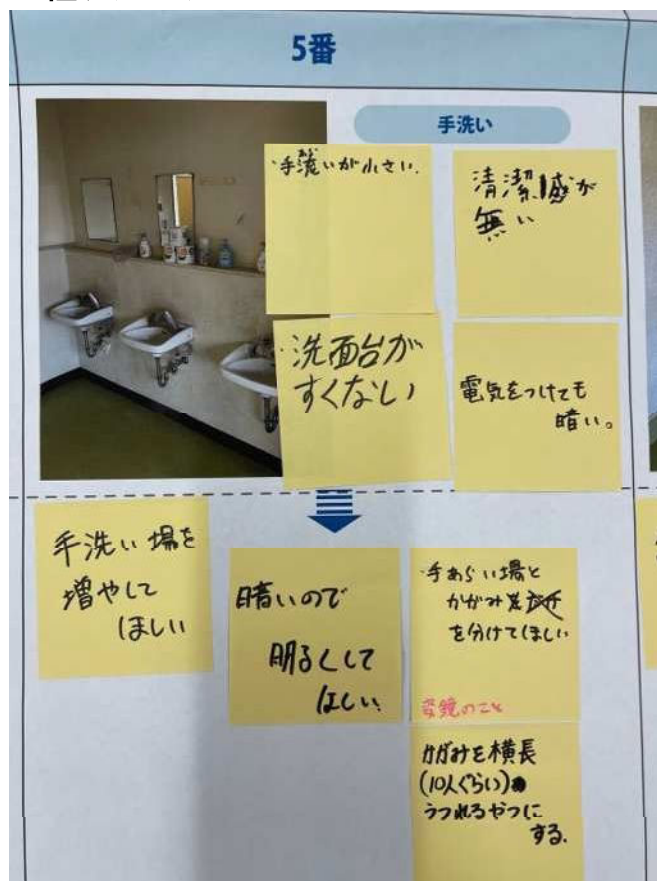 5番
手洗い
・手洗いが小さい.
清潔感が
無い
・洗面台が
すくない
電気をつけても
暗い。
手洗い場を
増やして
ほしい
暗いので
明るくして
ほしい.
・手あらい場と
かがみを
を分けてほしい
姿鏡のこと
かがみを横長
(10人ぐらい)
うつれるやつに
する.